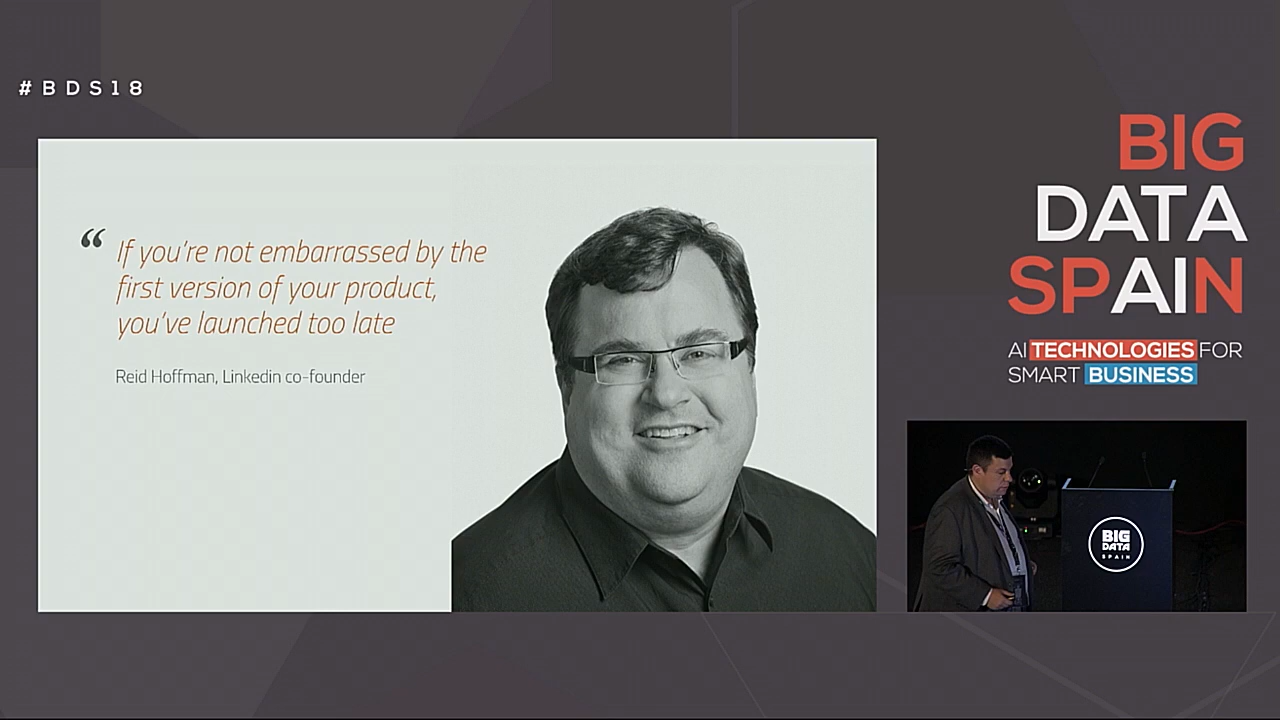 #BDS18
“ If you're not embarrassed by the
first version of your product,
you've launched too late
Reid Hoffman, Linkedin co-founder
BIG
DATA
SPAIN
AI TECHNOLOGIES FOR
SMART BUSINESS
BIG
DATA
SPAIN